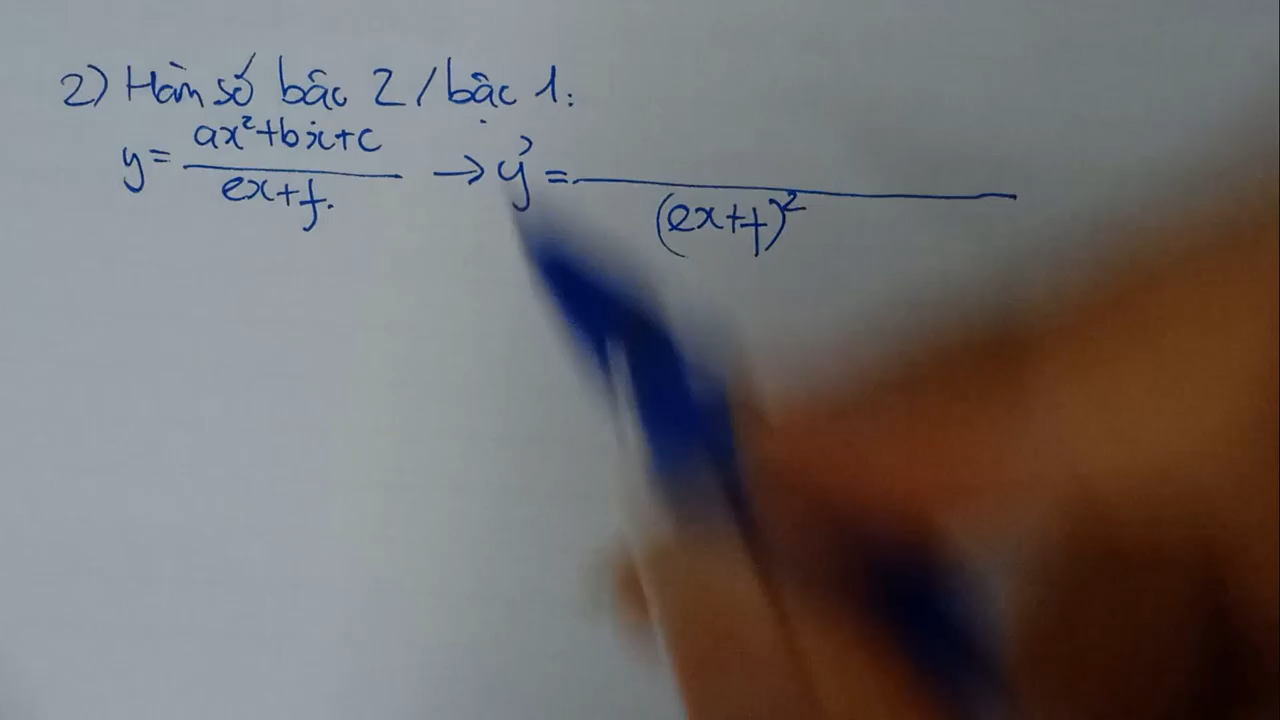 2) Hàm số bậc 2 / bậc 1:
y = (ax²+bx+c)/(ex+f). → y' = /(ex+f)²